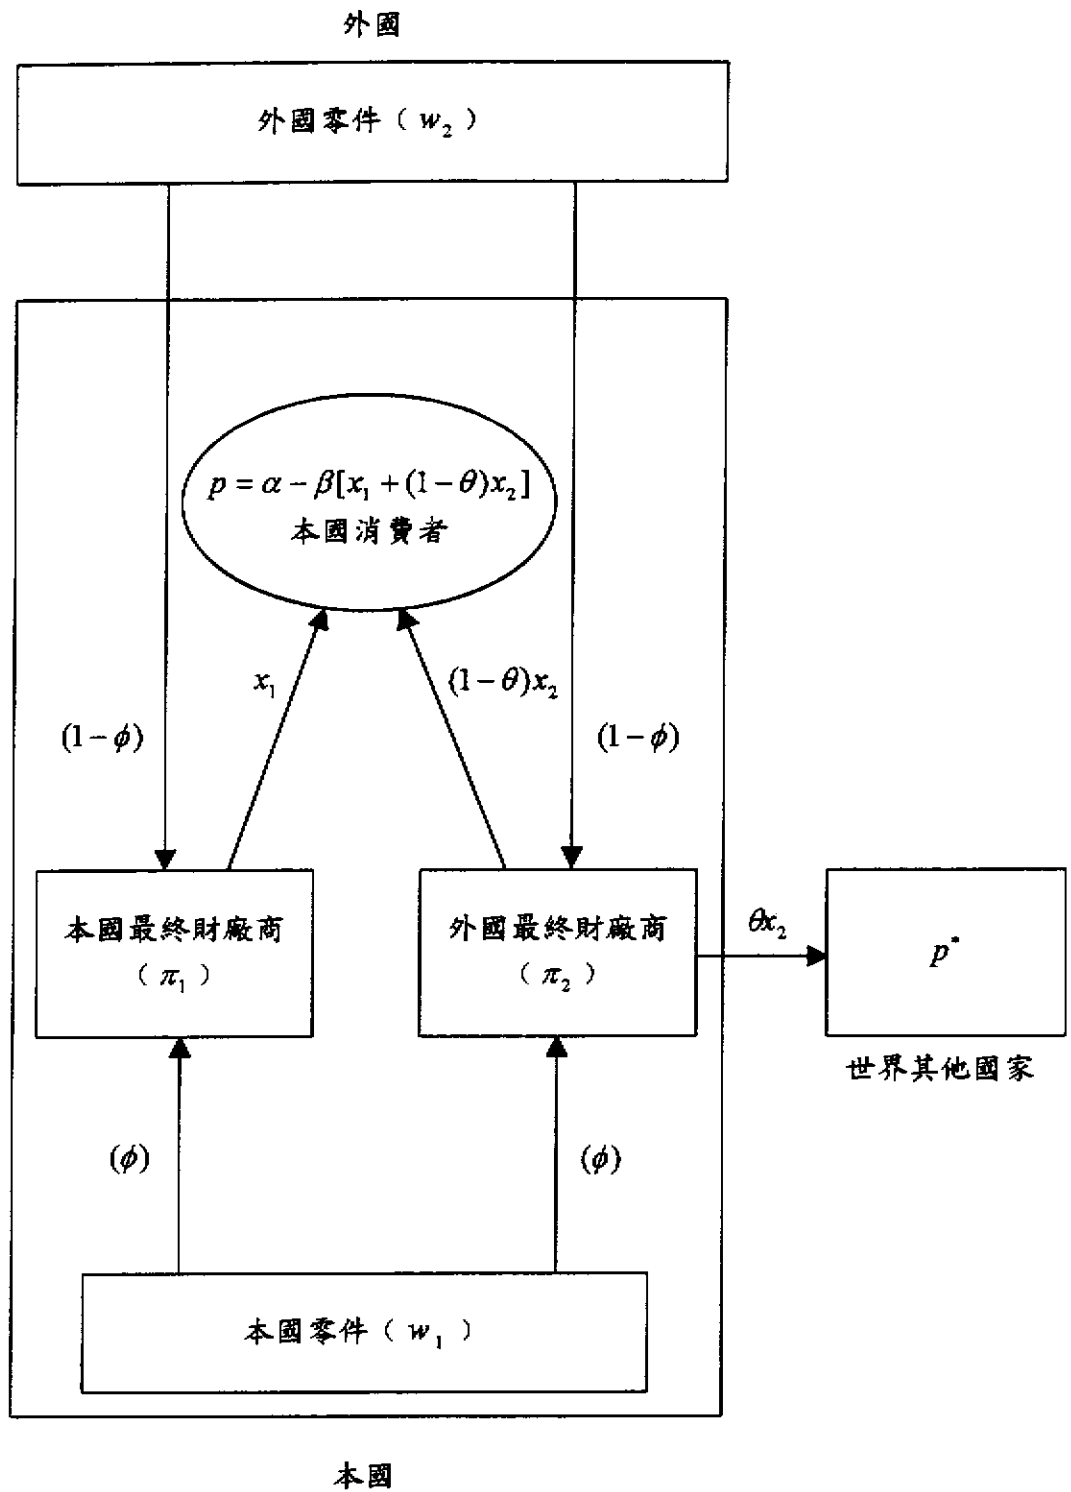 外國
外國零件（w₂）
p = α − β[x₁ + (1 − θ)x₂]
本國消費者
x₁
(1 − θ)x₂
(1 − ϕ)
(1 − ϕ)
本國最終財廠商
（π₁）
外國最終財廠商
（π₂）
θx₂
p*
世界其他國家
(ϕ)
(ϕ)
本國零件（w₁）
本國